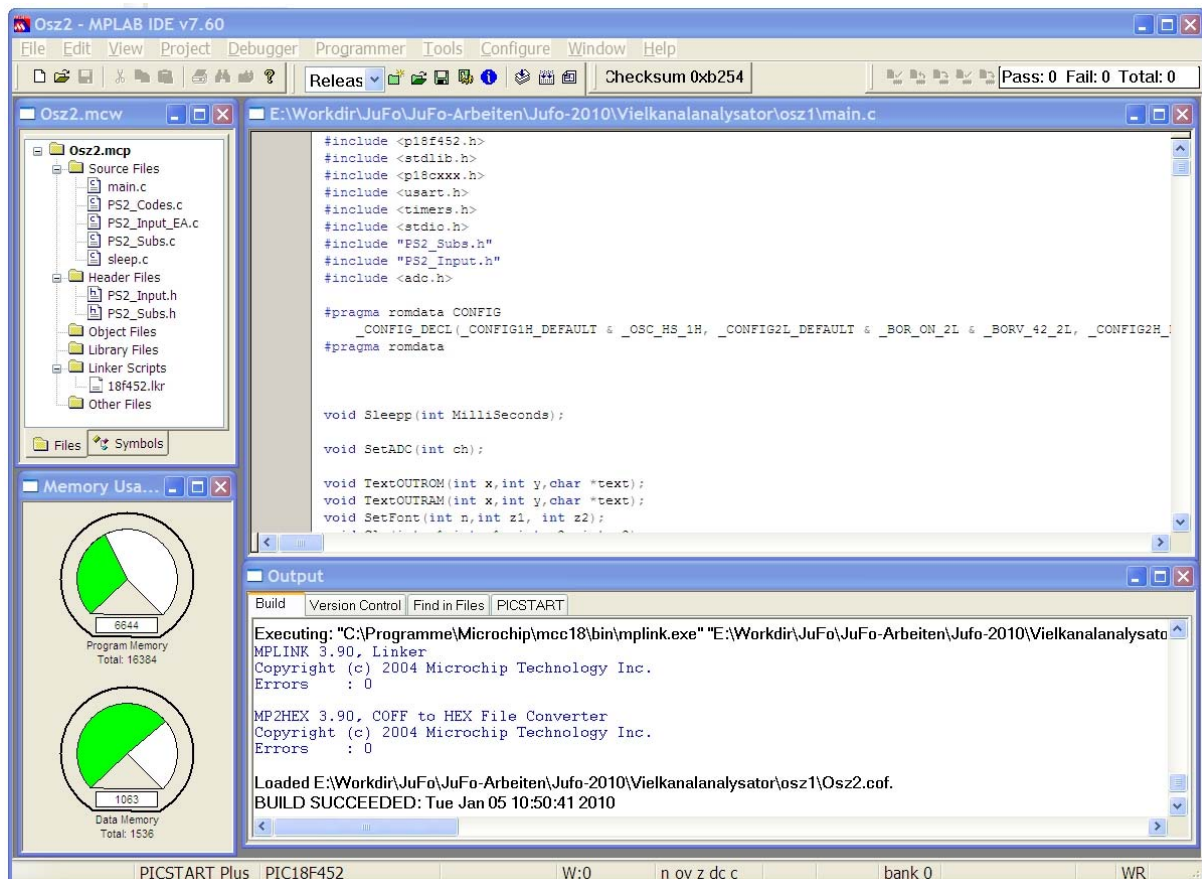 Osz2 - MPLAB IDE v7.60
File Edit View Project Debugger Programmer Tools Configure Window Help
Releas Checksum 0xb254 Pass: 0 Fail: 0 Total: 0
Osz2.mcw
Osz2.mcp
Source Files
main.c
PS2_Codes.c
PS2_Input_EA.c
PS2_Subs.c
sleep.c
Header Files
PS2_Input.h
PS2_Subs.h
Object Files
Library Files
Linker Scripts
18f452.lkr
Other Files
Files Symbols
Memory Usa...
6644
Program Memory
Total: 16384
1063
Data Memory
Total: 1536
E:\Workdir\JuFo\JuFo-Arbeiten\Jufo-2010\Vielkanalanalysator\osz1\main.c
#include <p18f452.h>
#include <stdlib.h>
#include <p18cxxx.h>
#include <usart.h>
#include <timers.h>
#include <stdio.h>
#include "PS2_Subs.h"
#include "PS2_Input.h"
#include <adc.h>
#pragma romdata CONFIG
_CONFIG_DECL(_CONFIG1H_DEFAULT & _OSC_HS_1H, _CONFIG2L_DEFAULT & _BOR_ON_2L & _BORV_42_2L, _CONFIG2H_
#pragma romdata
void Sleepp(int MilliSeconds);
void SetADC(int ch);
void TextOUTROM(int x,int y,char *text);
void TextOUTRAM(int x,int y,char *text);
void SetFont(int n,int z1, int z2);
Output
Build Version Control Find in Files PICSTART
Executing: "C:\Programme\Microchip\mcc18\bin\mplink.exe" "E:\Workdir\JuFo\JuFo-Arbeiten\Jufo-2010\Vielkanalanalysato
MPLINK 3.90, Linker
Copyright (c) 2004 Microchip Technology Inc.
Errors : 0
MP2HEX 3.90, COFF to HEX File Converter
Copyright (c) 2004 Microchip Technology Inc.
Errors : 0
Loaded E:\Workdir\JuFo\JuFo-Arbeiten\Jufo-2010\Vielkanalanalysator\osz1\Osz2.cof.
BUILD SUCCEEDED: Tue Jan 05 10:50:41 2010
PICSTART Plus PIC18F452 W:0 n ov z dc c bank 0 WR